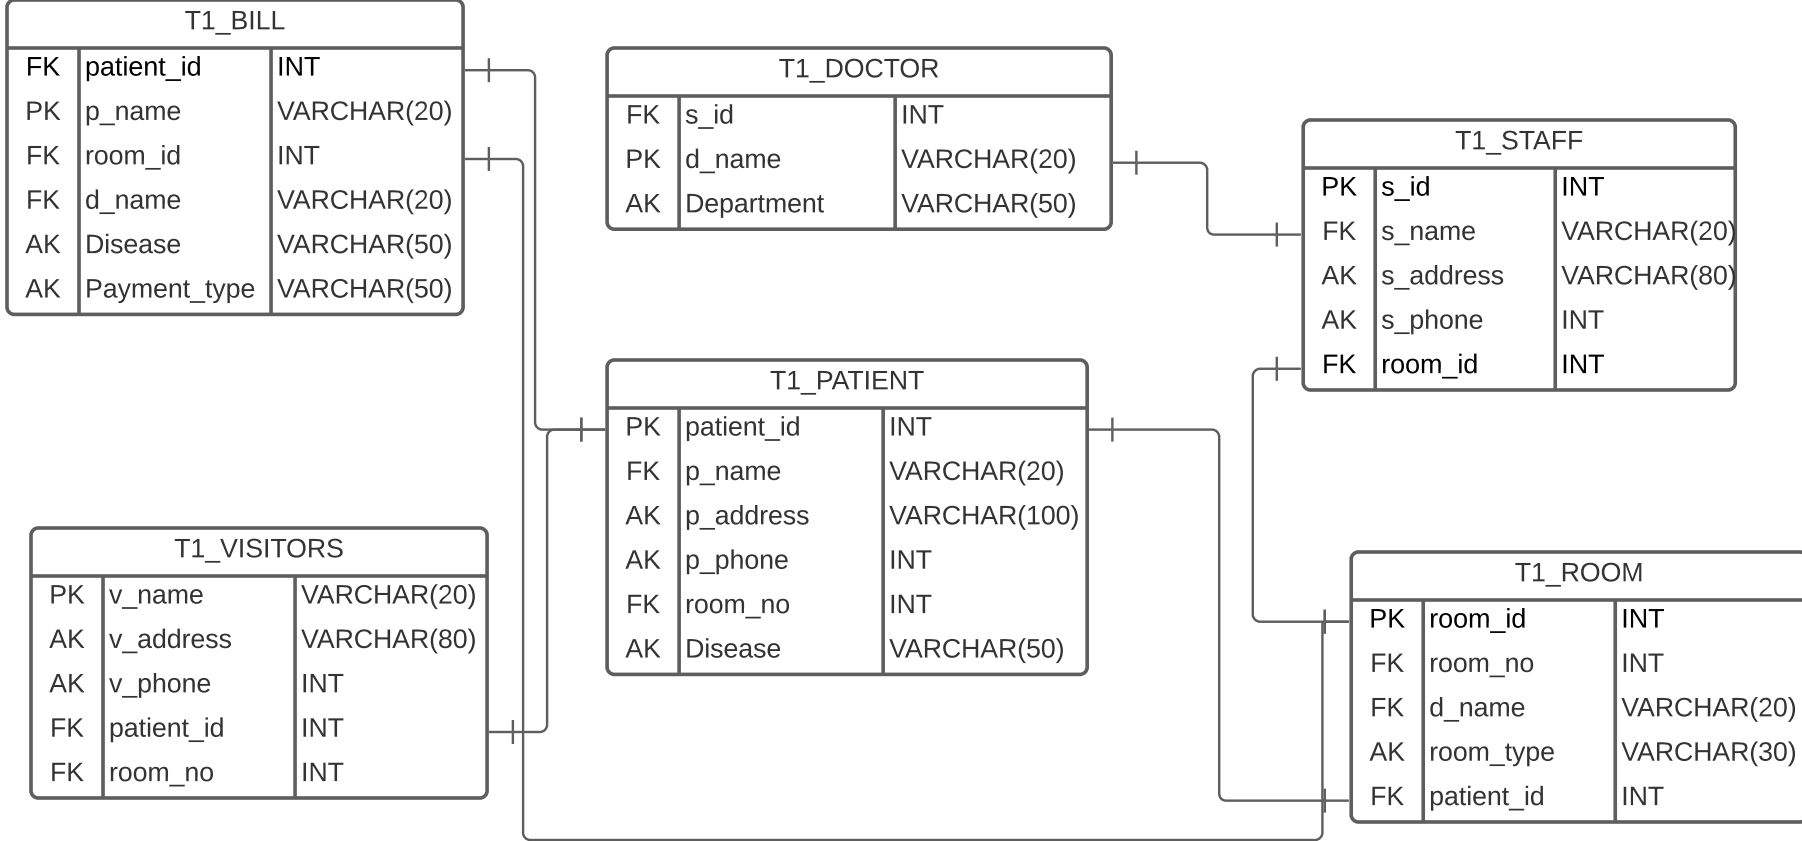 T1_BILL
FK patient_id INT
PK p_name VARCHAR(20)
FK room_id INT
FK d_name VARCHAR(20)
AK Disease VARCHAR(50)
AK Payment_type VARCHAR(50)
T1_DOCTOR
FK s_id INT
PK d_name VARCHAR(20)
AK Department VARCHAR(50)
T1_STAFF
PK s_id INT
FK s_name VARCHAR(20)
AK s_address VARCHAR(80)
AK s_phone INT
FK room_id INT
T1_PATIENT
PK patient_id INT
FK p_name VARCHAR(20)
AK p_address VARCHAR(100)
AK p_phone INT
FK room_no INT
AK Disease VARCHAR(50)
T1_VISITORS
PK v_name VARCHAR(20)
AK v_address VARCHAR(80)
AK v_phone INT
FK patient_id INT
FK room_no INT
T1_ROOM
PK room_id INT
FK room_no INT
FK d_name VARCHAR(20)
AK room_type VARCHAR(30)
FK patient_id INT